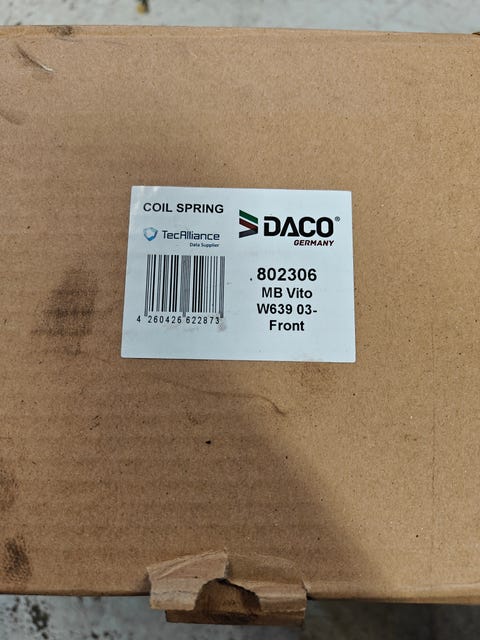 COIL SPRING
TecAlliance
Data Supplier
4 260426 622873
DACO®
GERMANY
802306
MB Vito
W639 03-
Front